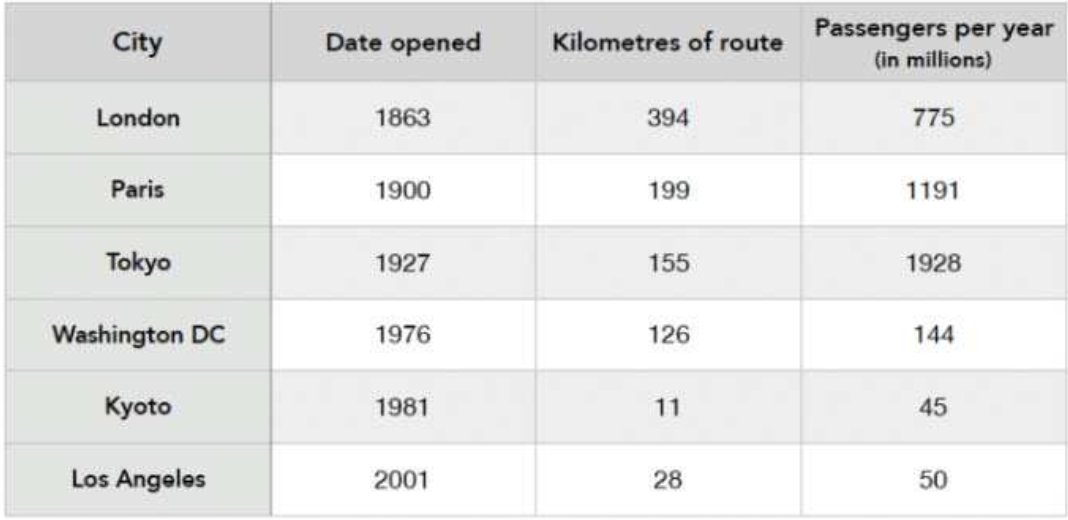 City Date opened Kilometres of route Passengers per year
(in millions)
London 1863 394 775
Paris 1900 199 1191
Tokyo 1927 155 1928
Washington DC 1976 126 144
Kyoto 1981 11 45
Los Angeles 2001 28 50